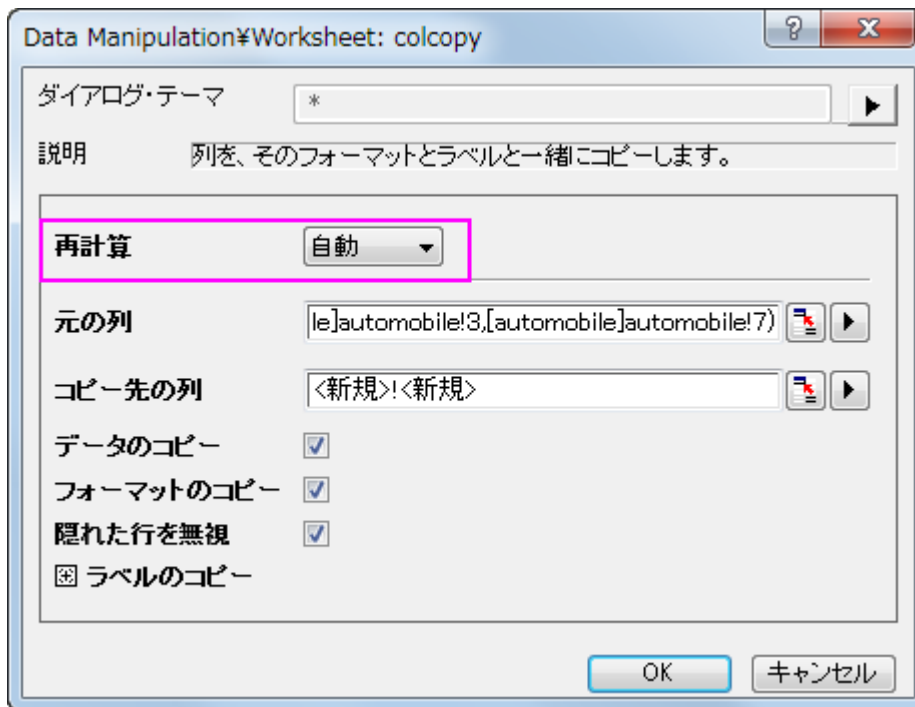 Data Manipulation¥Worksheet: colcopy
ダイアログ・テーマ *
説明 列を、そのフォーマットとラベルと一緒にコピーします。
再計算 自動
元の列 le]automobile!3,[automobile]automobile!7)
コピー先の列 <新規>!<新規>
データのコピー
フォーマットのコピー
隠れた行を無視
ラベルのコピー
OK キャンセル